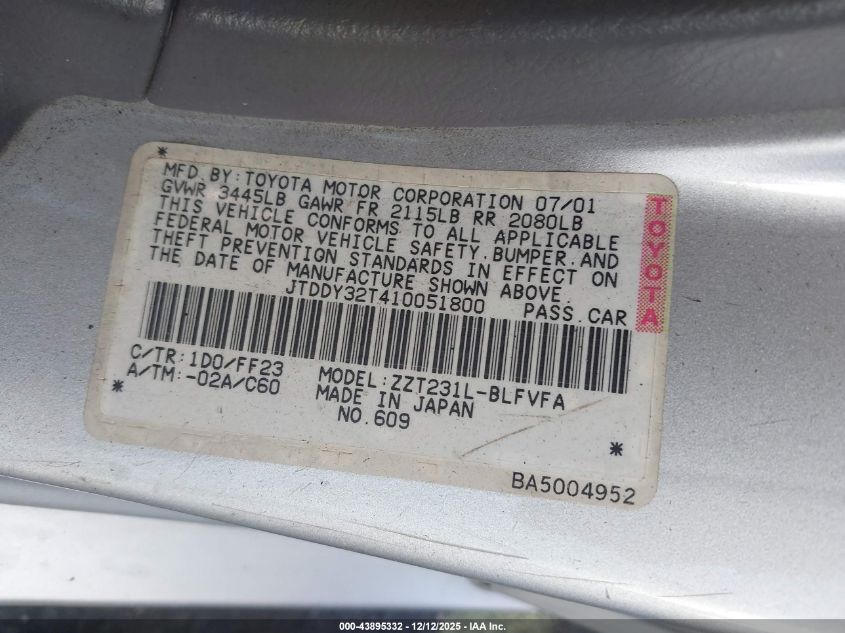 *
MFD.BY:TOYOTA MOTOR CORPORATION 07/01
GVWR 3445LB GAWR FR 2115LB RR 2080LB
THIS VEHICLE CONFORMS TO ALL APPLICABLE
FEDERAL MOTOR VEHICLE SAFETY,BUMPER,AND
THEFT PREVENTION STANDARDS IN EFFECT ON
THE DATE OF MANUFACTURE SHOWN ABOVE.
JTDDY32T410051800 PASS.CAR
TOYOTA
C/TR:1D0/FF23
A/TM:-02A/C60
MODEL:ZZT231L-BLFVFA
MADE IN JAPAN
NO.609
*
*
BA5004952
000-43895332 - 12/12/2025 - IAA Inc.